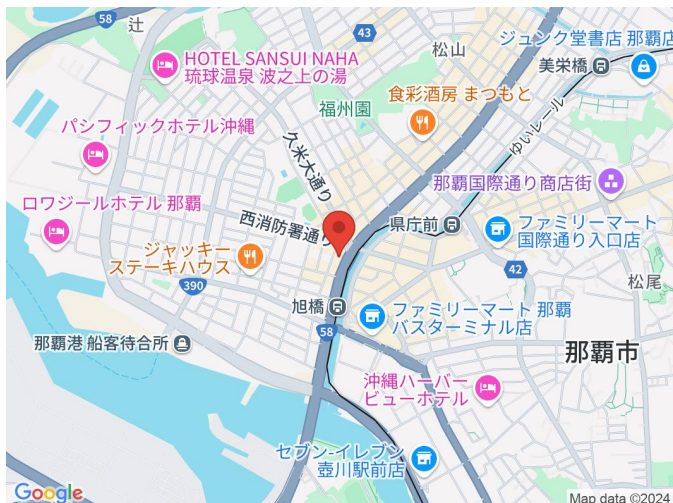 58
辻
43
松山
ジュンク堂書店 那覇店
HOTEL SANSUI NAHA
琉球温泉 波之上の湯
美栄橋
福州園
食彩酒房 まつもと
パシフィックホテル沖縄
久米大通り
ゆいレール
那覇国際通り商店街
ロワジールホテル 那覇
西消防署通り
県庁前
ファミリーマート
国際通り入口店
ジャッキー
ステーキハウス
42
松尾
390
旭橋
ファミリーマート 那覇
バスターミナル店
58
那覇港 船客待合所
那覇市
沖縄ハーバー
ビューホテル
セブン-イレブン
壺川駅前店
Google
Map data ©2024